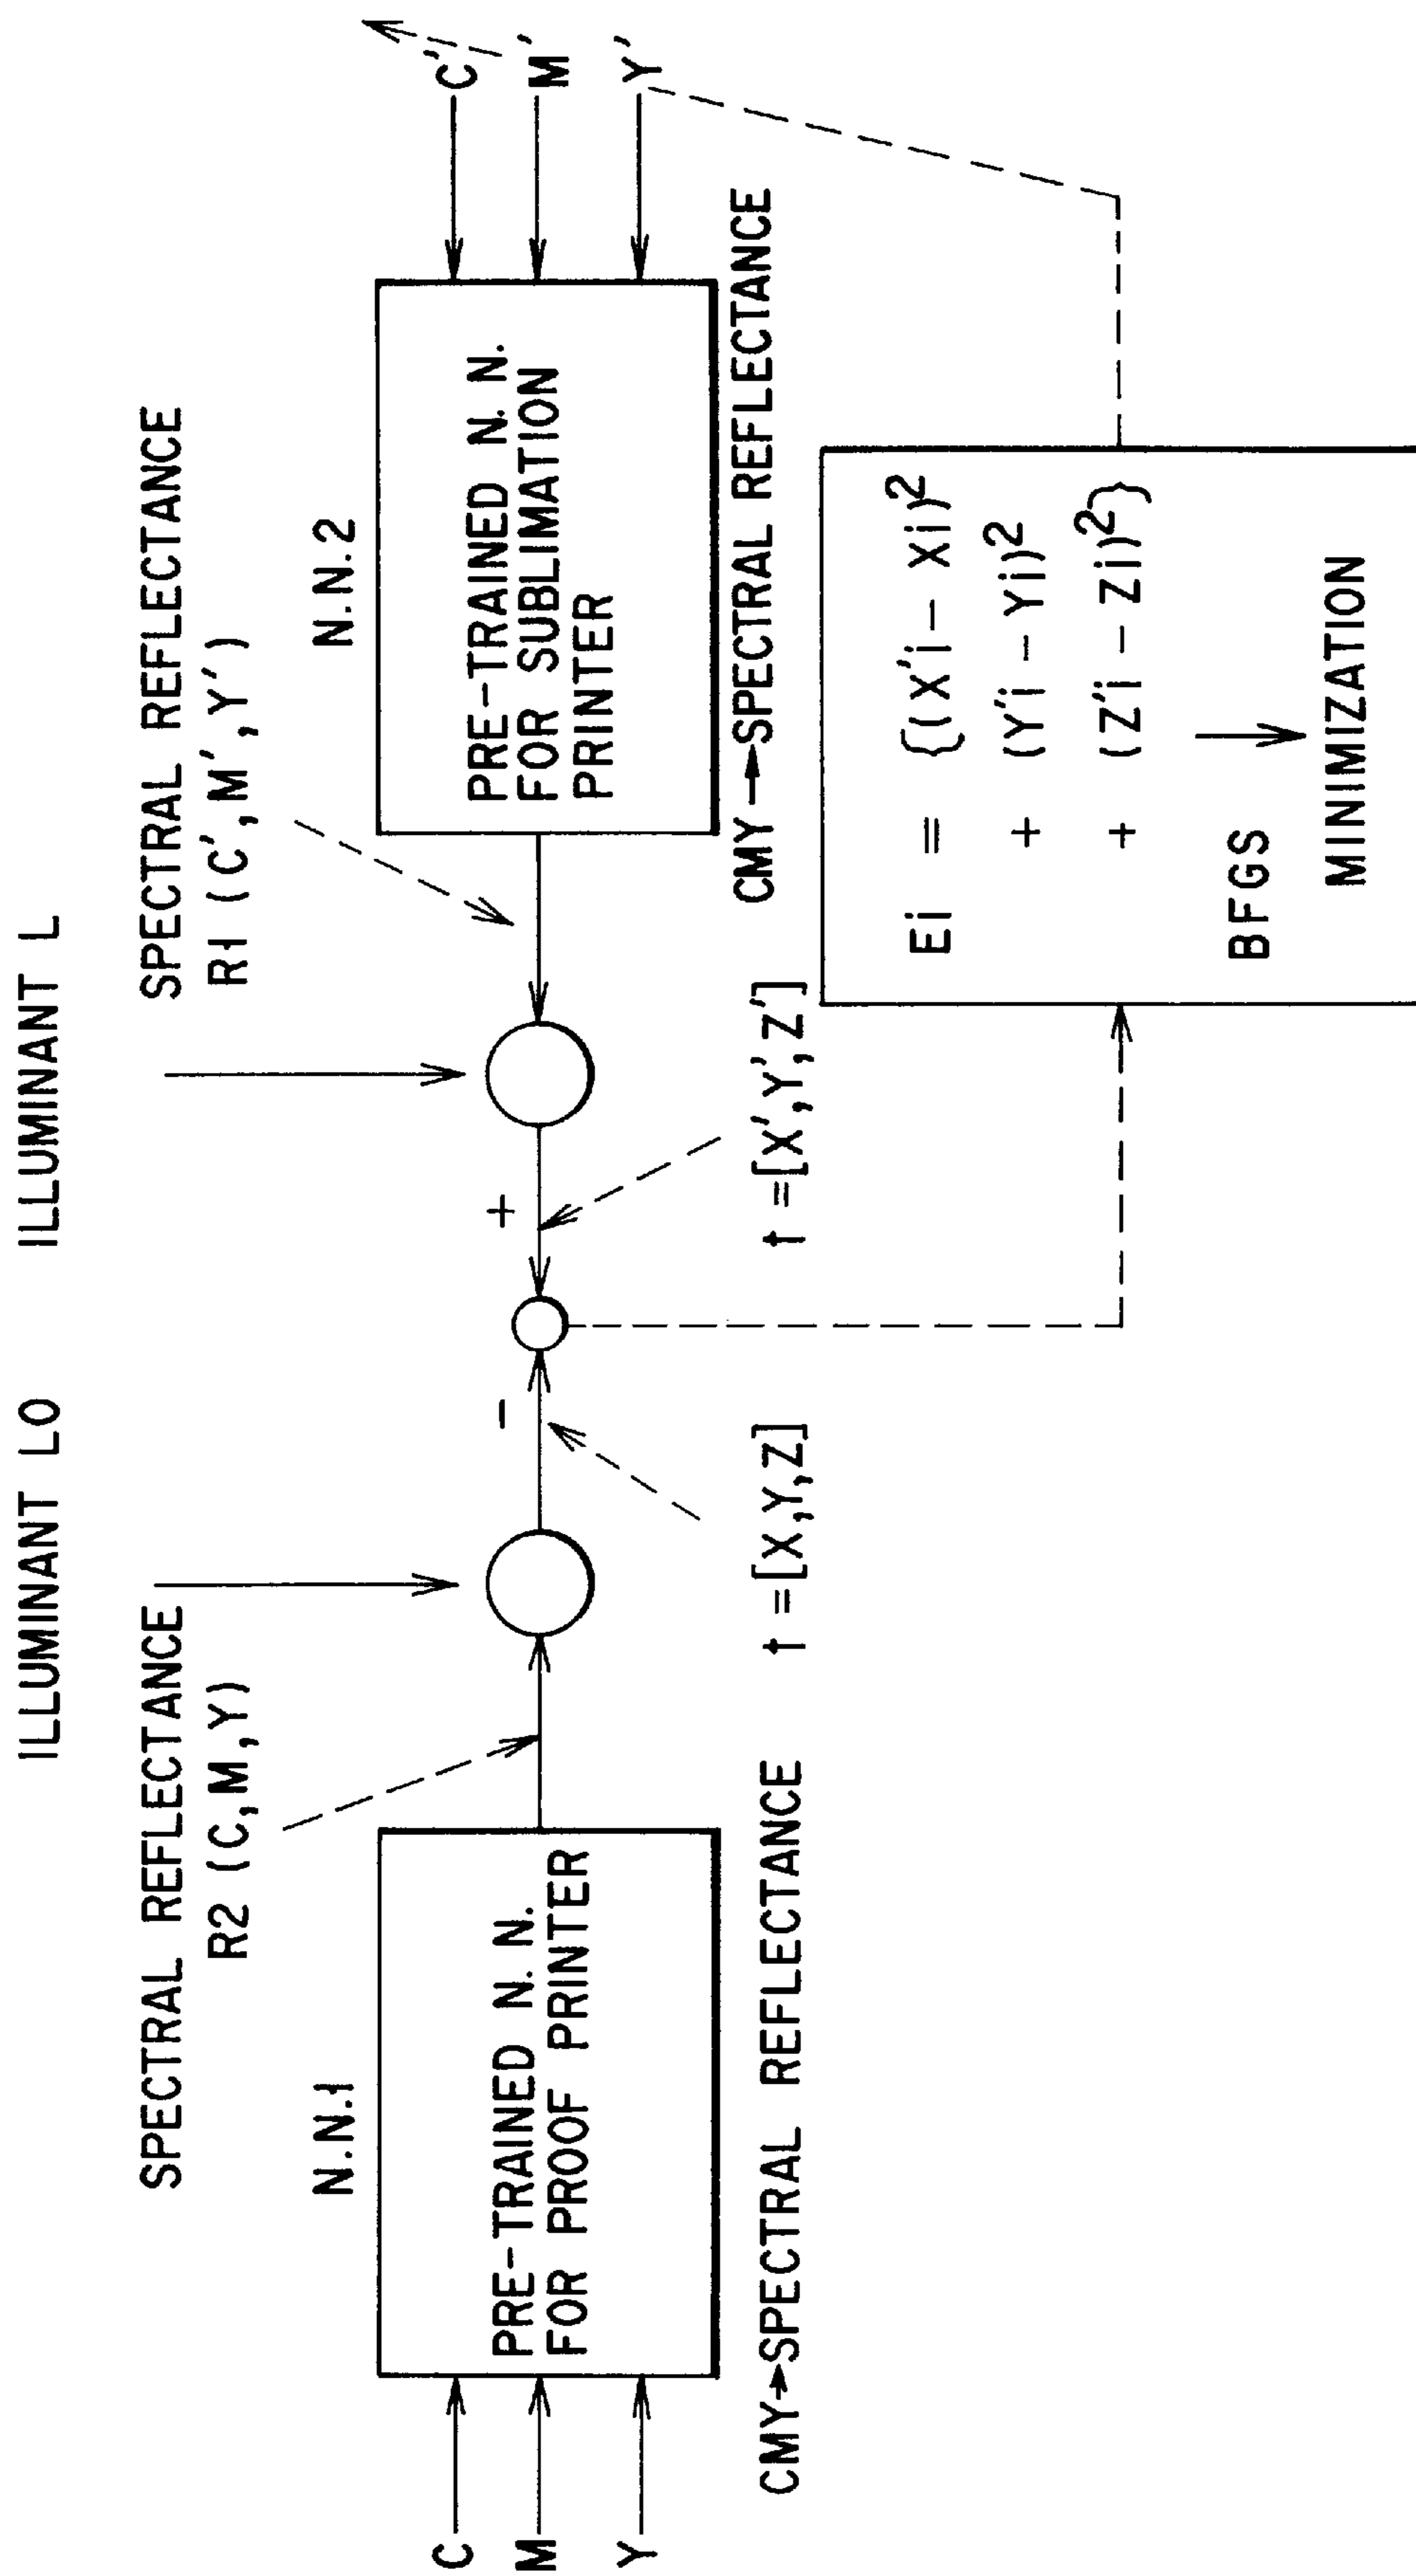 ILLUMINANT L0
ILLUMINANT L
SPECTRAL REFLECTANCE
R2 (C,M,Y)
SPECTRAL REFLECTANCE
R1 (C',M',Y')
N.N.1
N.N.2
C
M
Y
PRE-TRAINED N. N.
FOR PROOF PRINTER
-
+
PRE-TRAINED N. N.
FOR SUBLIMATION
PRINTER
C'
M'
Y'
CMY→SPECTRAL REFLECTANCE
t =[X,Y,Z]
t =[X',Y',Z']
CMY→SPECTRAL REFLECTANCE
Ei = {(X'i - Xi)²
+ (Y'i - Yi)²
+ (Z'i - Zi)²}
BFGS
MINIMIZATION